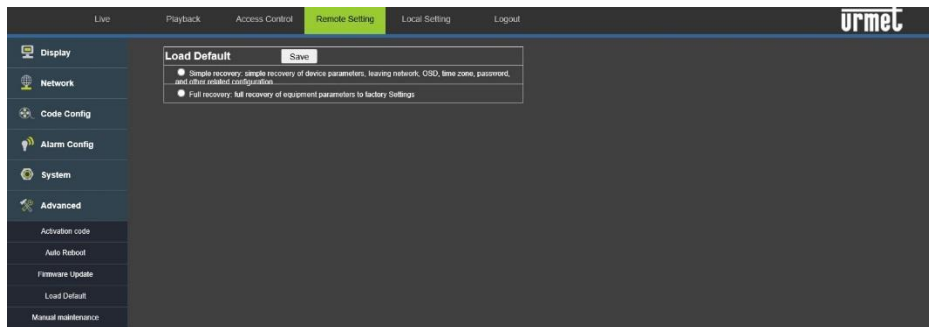 Live Playback Access Control Remote Setting Local Setting Logout urmet
Display
Network
Code Config
Alarm Config
System
Advanced
Activation code
Auto Reboot
Firmware Update
Load Default
Manual maintenance
Load Default Save
Simple recovery: simple recovery of device parameters, leaving network, OSD, time zone, password,
and other related configuration
Full recovery: full recovery of equipment parameters to factory Settings